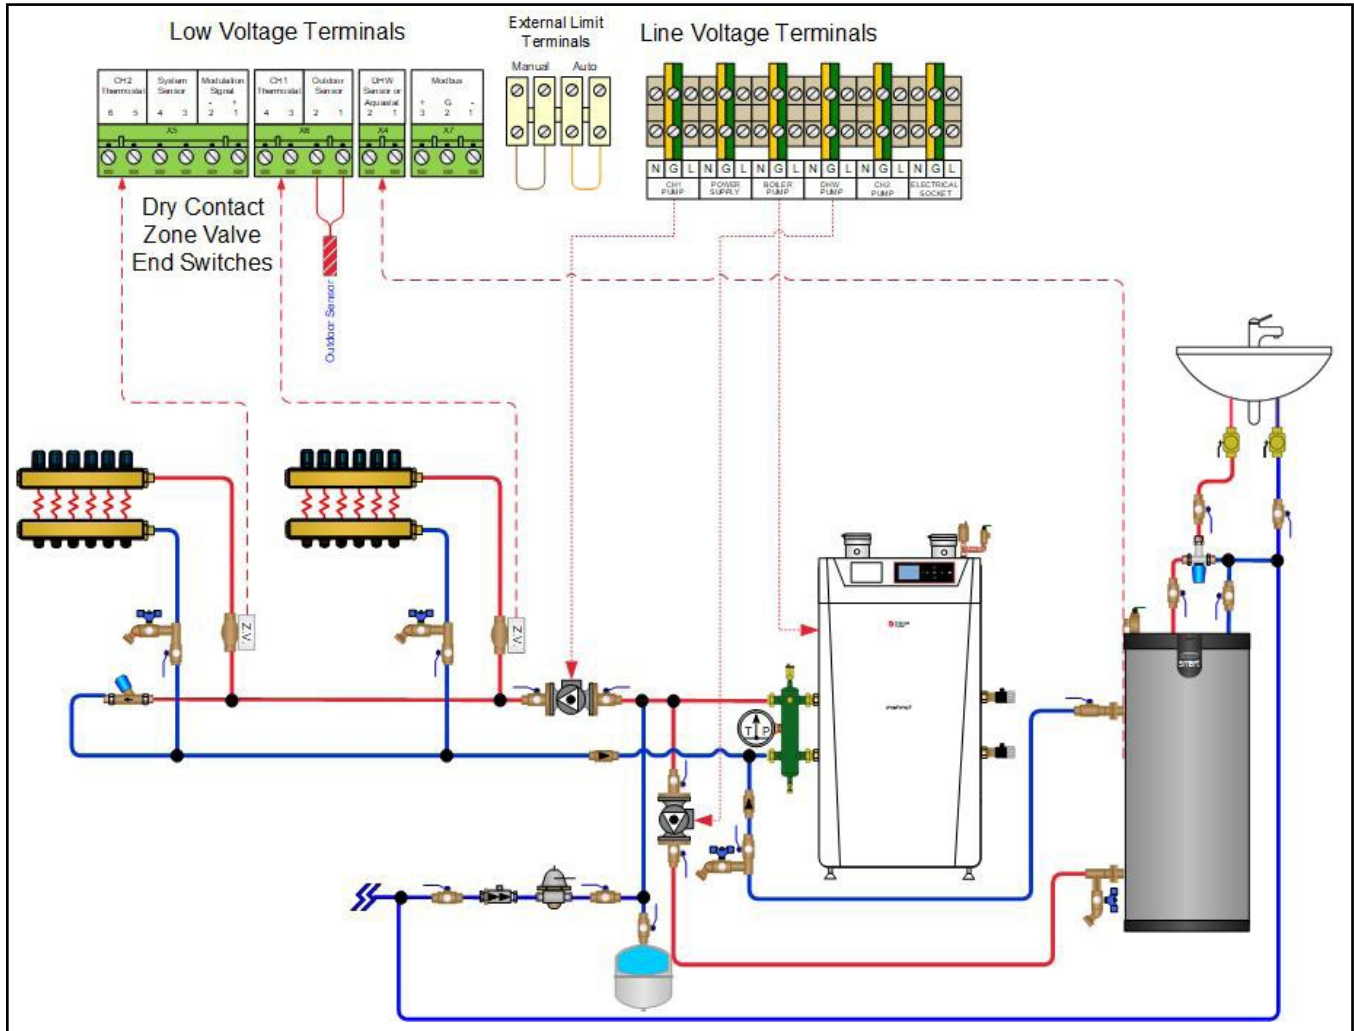 Low Voltage Terminals
External Limit
Terminals
Line Voltage Terminals
Manual Auto
CH2
Thermostat
System
Sensor
Modulation
Signal
- +
6 5 4 3 2 1
X5
CH1
Thermostat
Outdoor
Sensor
4 3 2 1
X6
DHW
Sensor or
Aquastat
2 1
X4
Modbus
+ G -
3 2 1
X7
N G L N G L N G L N G L N G L N G L
CH1
PUMP
POWER
SUPPLY
BOILER
PUMP
DHW
PUMP
CH2
PUMP
ELECTRICAL
SOCKET
Dry Contact
Zone Valve
End Switches
Outdoor Sensor
Z.V.
Z.V.
T P
instinct
smart